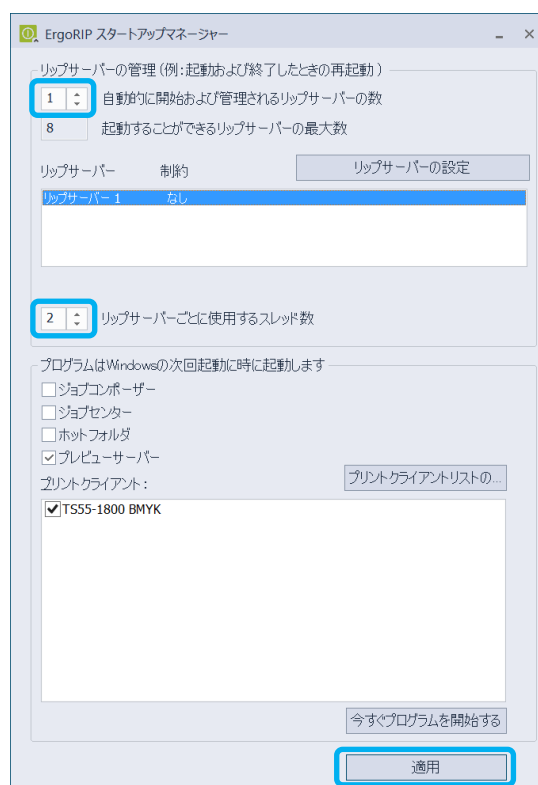 ErgoRIP スタートアップマネージャー
リップサーバーの管理(例:起動および終了したときの再起動)
1 自動的に開始および管理されるリップサーバーの数
8 起動することができるリップサーバーの最大数
リップサーバー 制約 リップサーバーの設定
リップサーバー 1 なし
2 リップサーバーごとに使用するスレッド数
プログラムはWindowsの次回起動に時に起動します
ジョブコンポーザー
ジョブセンター
ホットフォルダ
プレビューサーバー
プリントクライアント: プリントクライアントリストの...
TS55-1800 BMYK
今すぐプログラムを開始する
適用